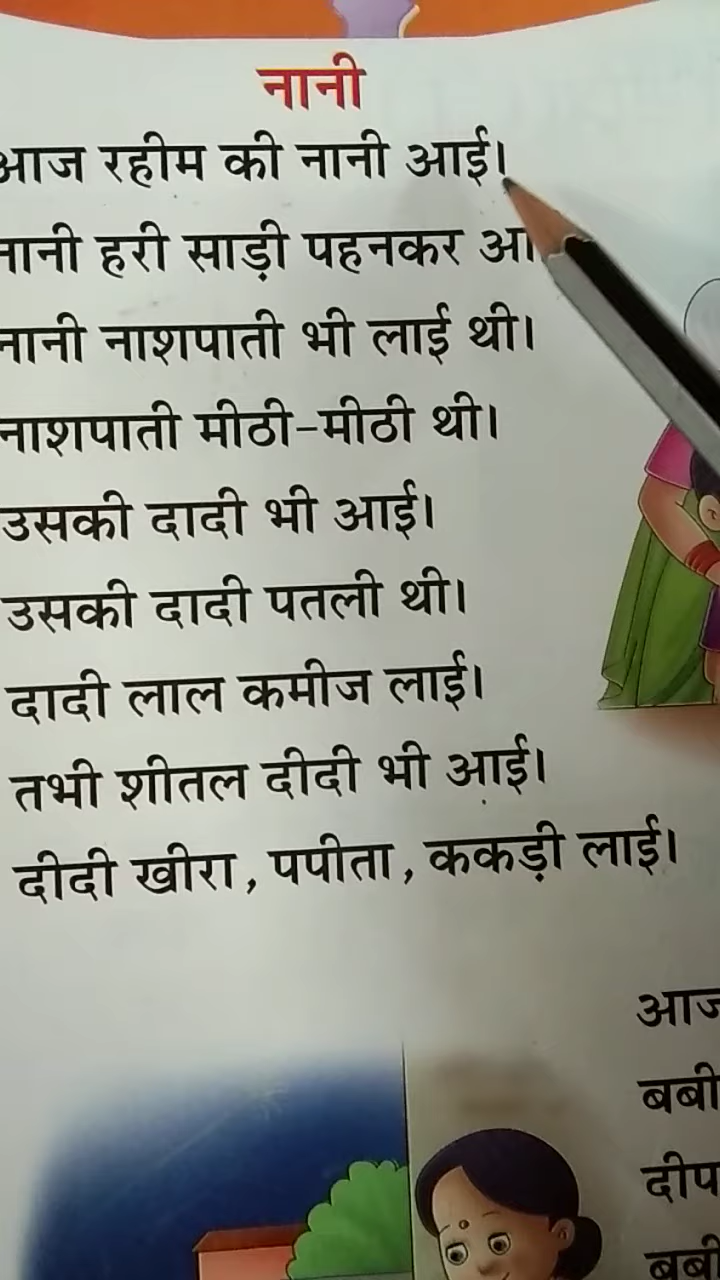 नानी
आज रहीम की नानी आई।
नानी हरी साड़ी पहनकर
नानी नाशपाती भी लाई थी।
नाशपाती मीठी-मीठी थी।
उसकी दादी भी आई।
उसकी दादी पतली थी।
दादी लाल कमीज लाई।
तभी शीतल दीदी भी आई।
दीदी खीरा, पपीता, ककड़ी लाई।
आज